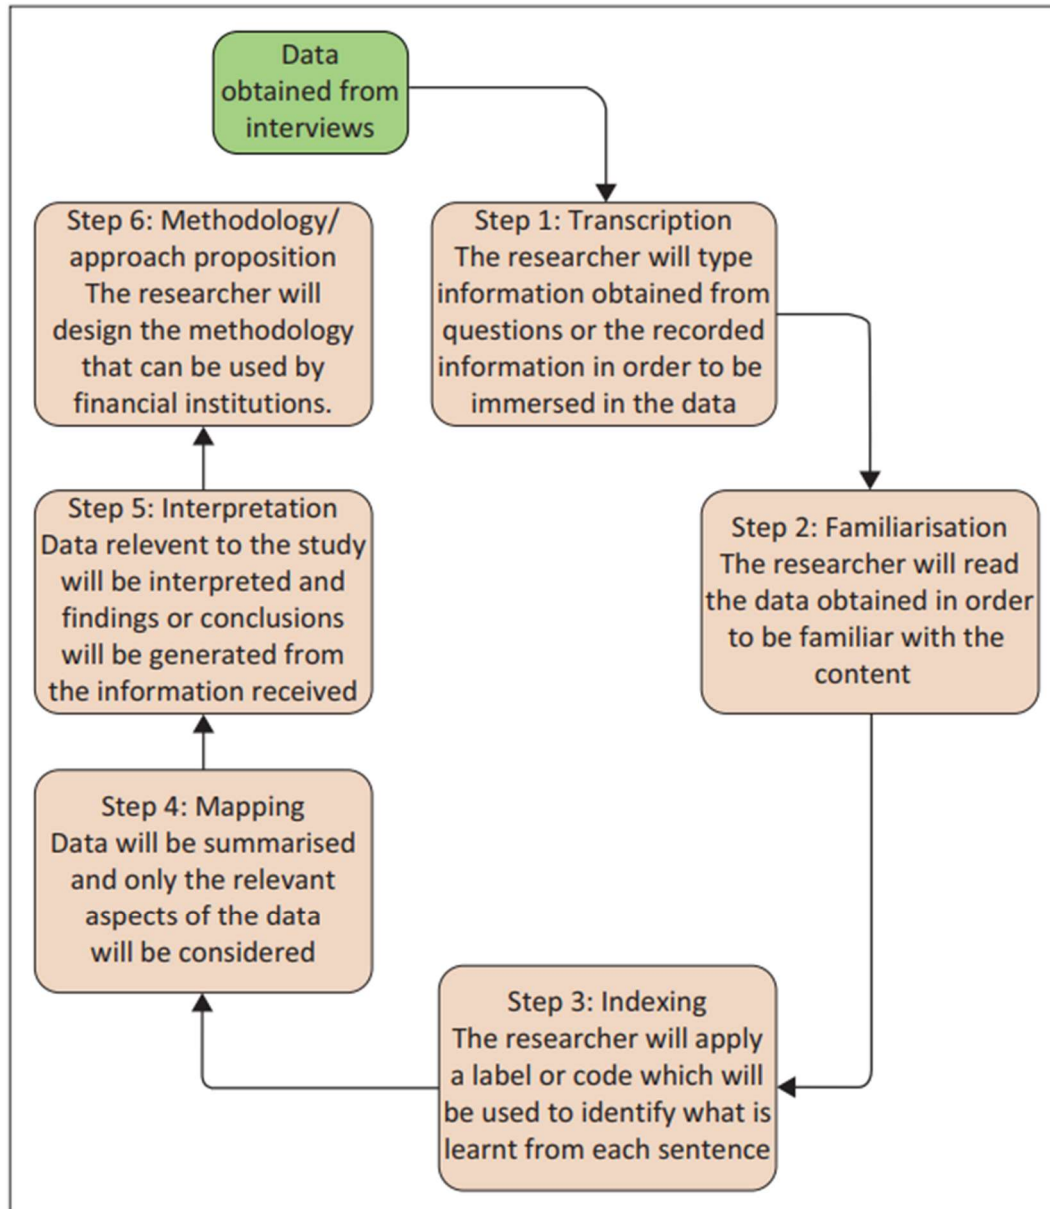 Data
obtained from
interviews
Step 1: Transcription
The researcher will type
information obtained from
questions or the recorded
information in order to be
immersed in the data
Step 2: Familiarisation
The researcher will read
the data obtained in order
to be familiar with the
content
Step 3: Indexing
The researcher will apply
a label or code which will
be used to identify what is
learnt from each sentence
Step 4: Mapping
Data will be summarised
and only the relevant
aspects of the data
will be considered
Step 5: Interpretation
Data relevent to the study
will be interpreted and
findings or conclusions
will be generated from
the information received
Step 6: Methodology/
approach proposition
The researcher will
design the methodology
that can be used by
financial institutions.